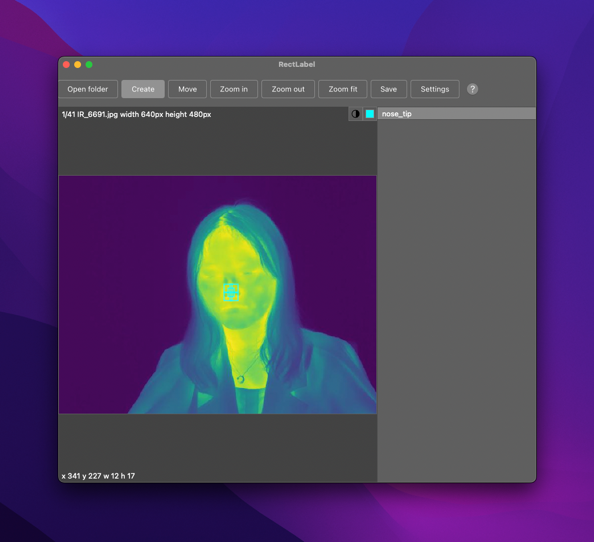 RectLabel
Open folder Create Move Zoom in Zoom out Zoom fit Save Settings ?
1/41 IR_6691.jpg width 640px height 480px
nose_tip
x 341 y 227 w 12 h 17